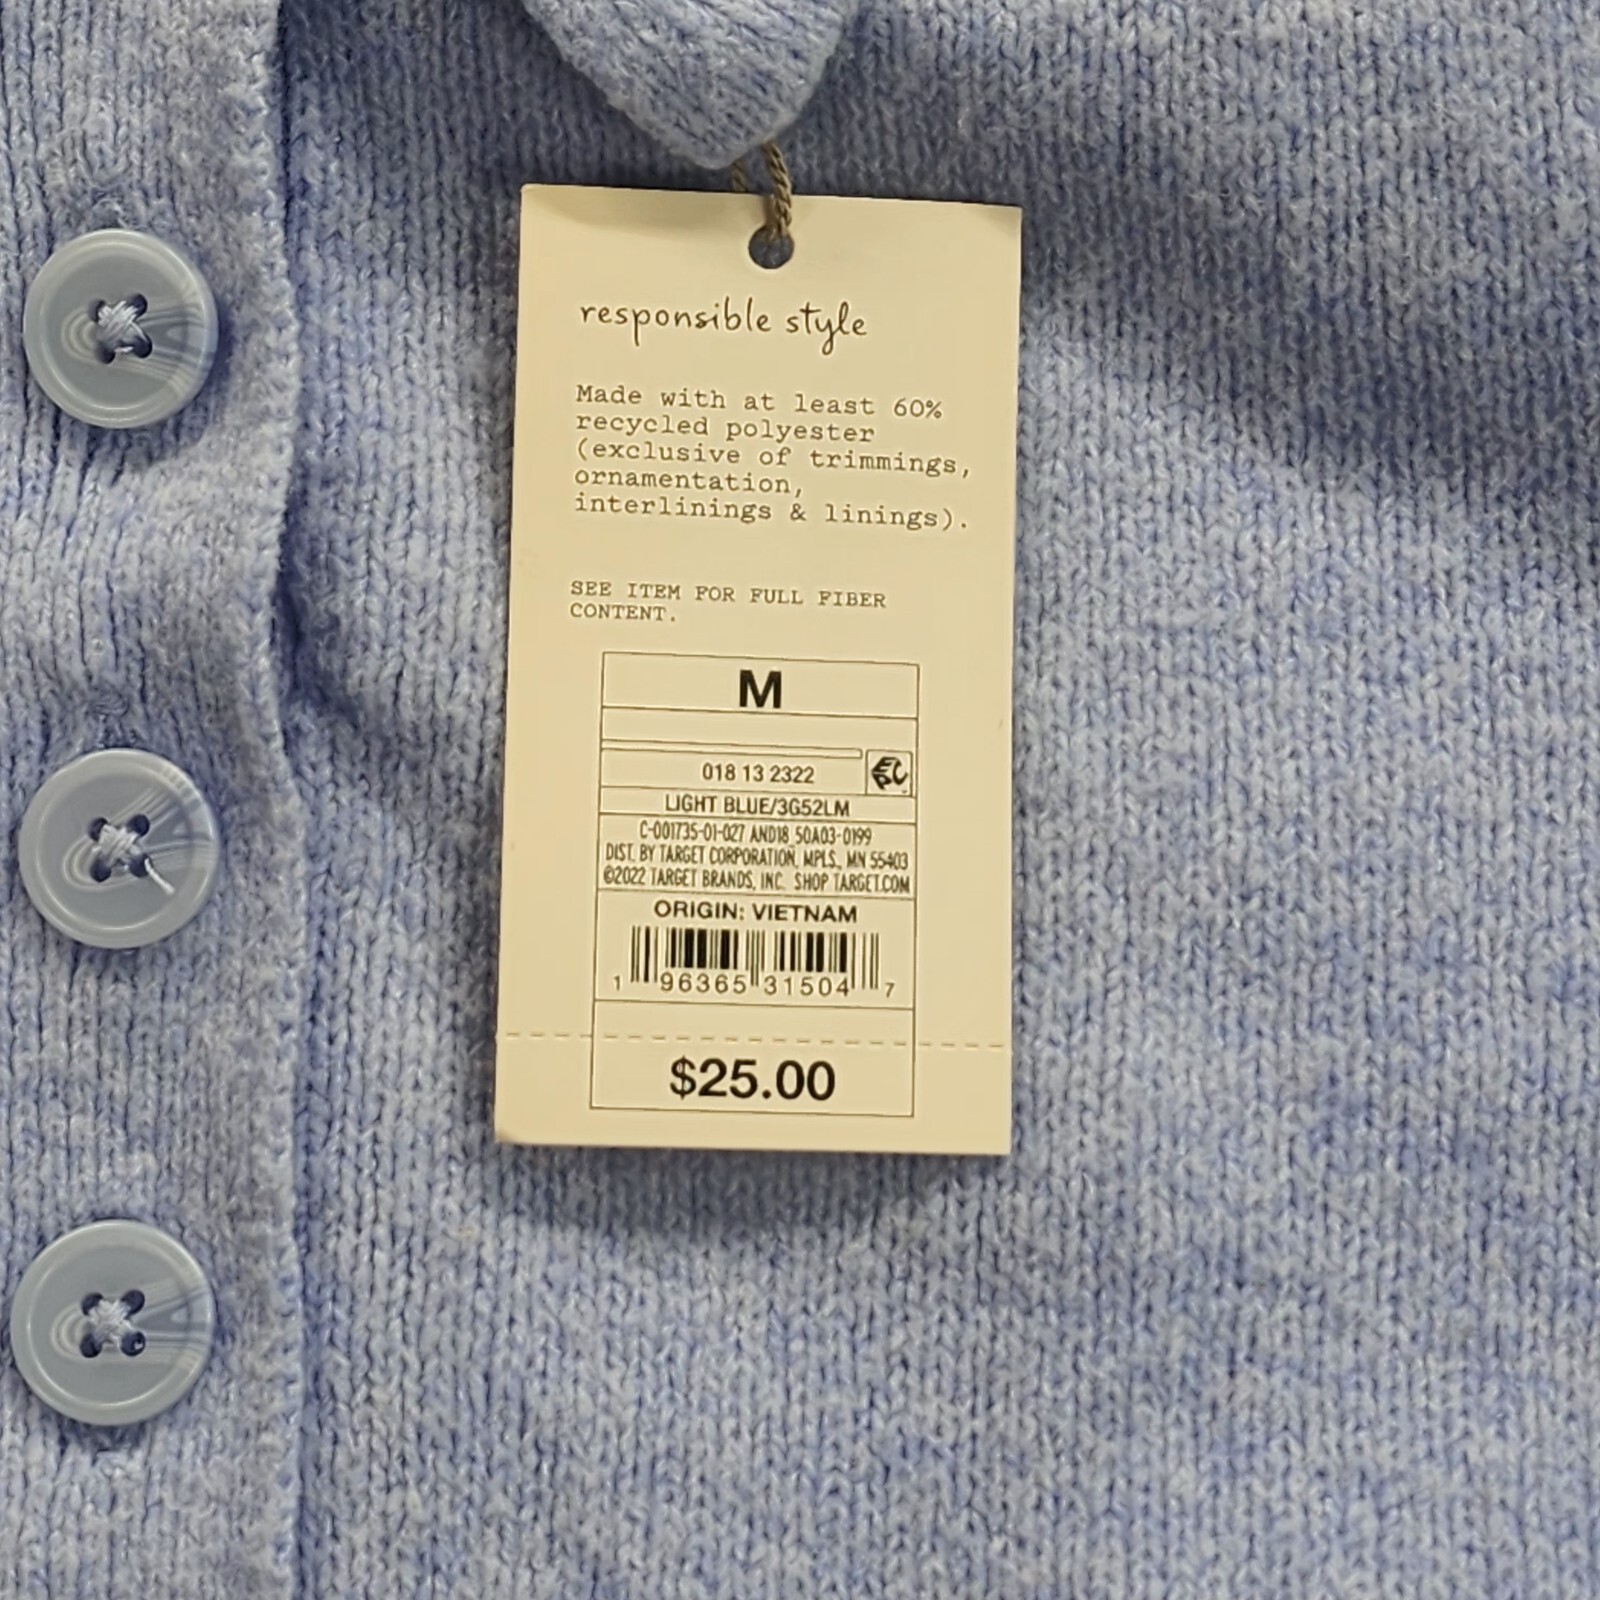 responsible style
Made with at least 60%
recycled polyester
(exclusive of trimmings,
ornamentation,
interlinings & linings).
SEE ITEM FOR FULL FIBER
CONTENT.
M
018 13 2322
LIGHT BLUE/3G52LM
C-001735-01-027 AND18 50A03-0199
DIST. BY TARGET CORPORATION, MPLS., MN 55403
©2022 TARGET BRANDS, INC. SHOP TARGET.COM
ORIGIN: VIETNAM
1 96365 31504 7
$25.00